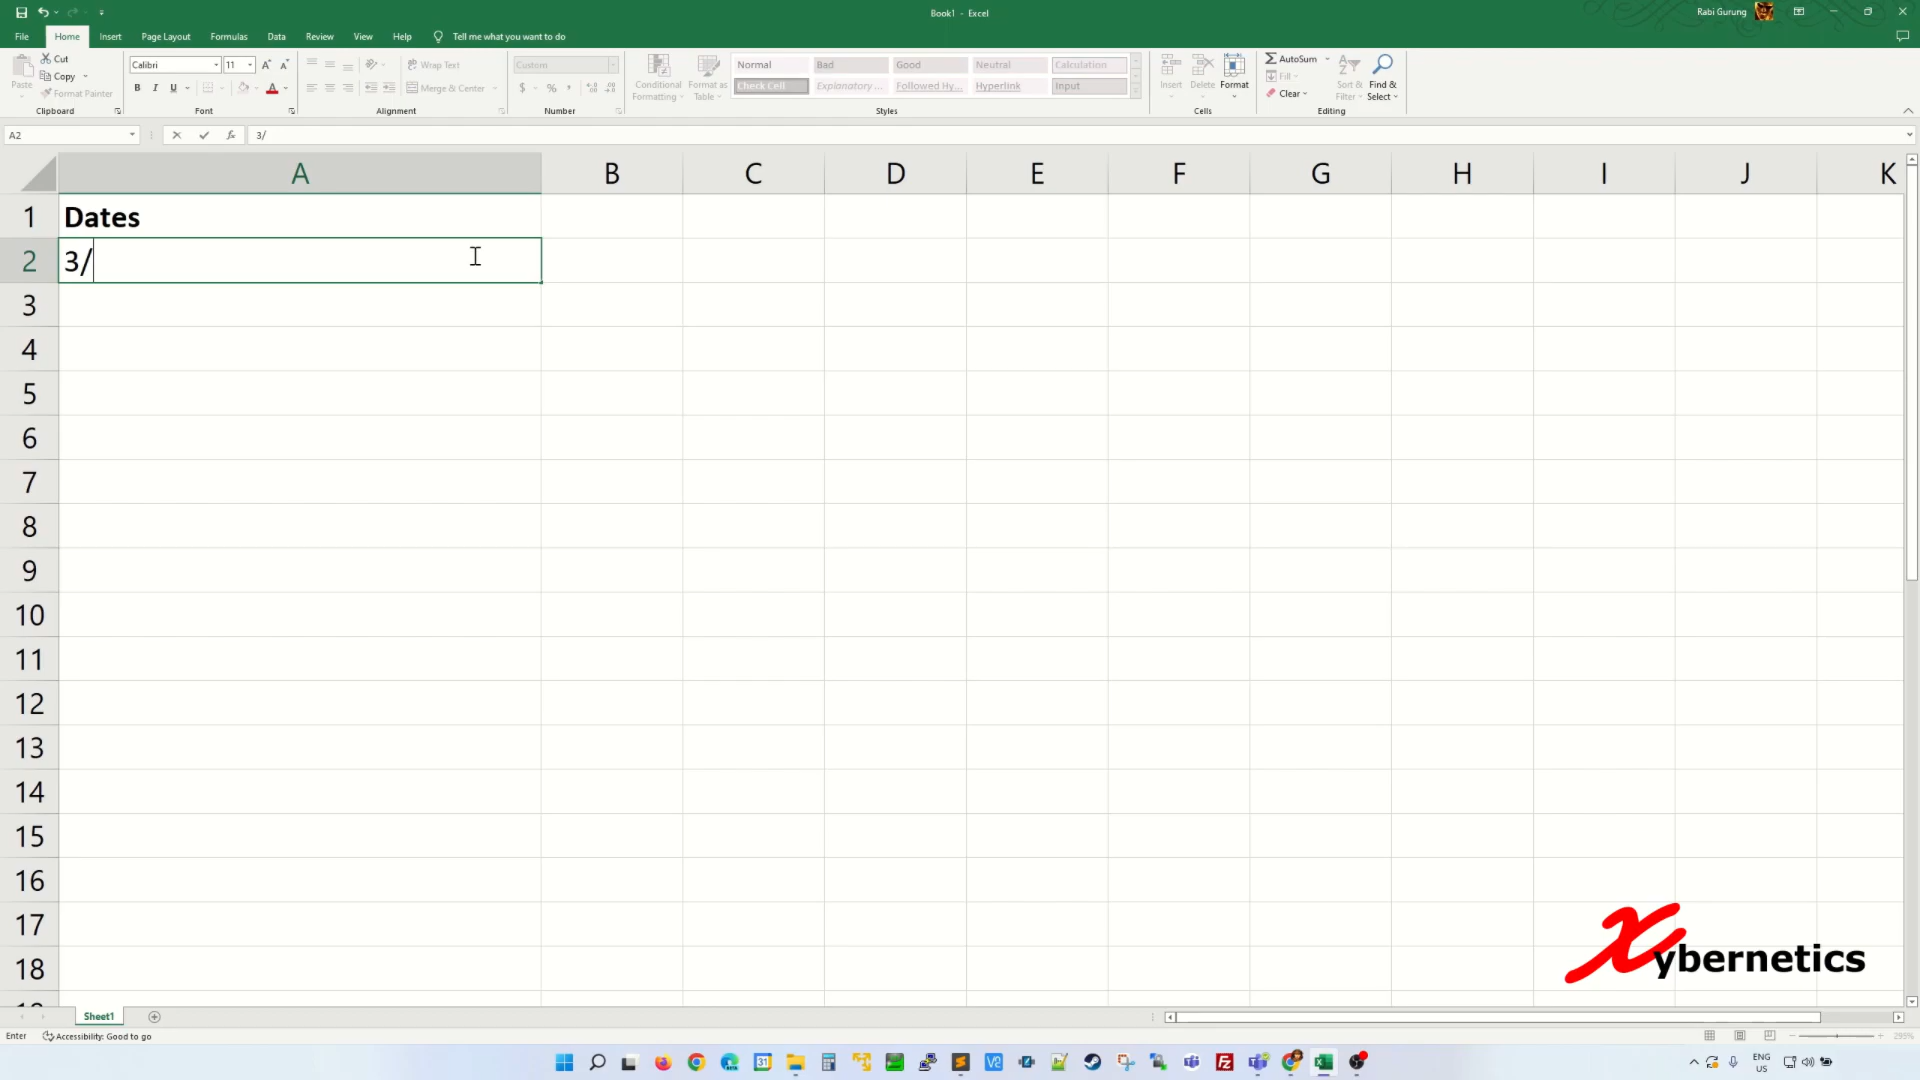 Book1 - Excel
Rabi Gurung
File Home Insert Page Layout Formulas Data Review View Help Tell me what you want to do
Paste
Cut
Copy
Format Painter
Clipboard
Calibri 11
B I U
Font
Wrap Text
Merge & Center
Alignment
Custom
$ % ,
Number
Conditional Formatting
Format as Table
Normal Bad Good Neutral Calculation
Check Cell Explanatory ... Followed Hy... Hyperlink Input
Styles
Insert Delete Format
Cells
AutoSum
Fill
Clear
Sort & Filter
Find & Select
Editing
A2 fx 3/
A B C D E F G H I J K
1 Dates
2 3/
3
4
5
6
7
8
9
10
11
12
13
14
15
16
17
18
Xybernetics
Sheet1
Enter Accessibility: Good to go
295%
ENG
US